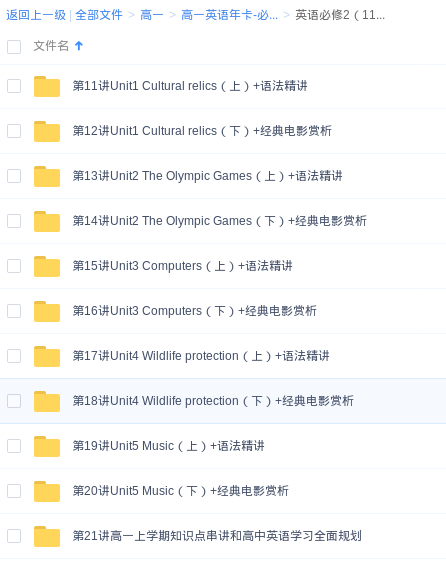 返回上一级 | 全部文件 > 高一 > 高一英语年卡-必... > 英语必修2（11...
文件名
第11讲Unit1 Cultural relics（上）+语法精讲
第12讲Unit1 Cultural relics（下）+经典电影赏析
第13讲Unit2 The Olympic Games（上）+语法精讲
第14讲Unit2 The Olympic Games（下）+经典电影赏析
第15讲Unit3 Computers（上）+语法精讲
第16讲Unit3 Computers（下）+经典电影赏析
第17讲Unit4 Wildlife protection（上）+语法精讲
第18讲Unit4 Wildlife protection（下）+经典电影赏析
第19讲Unit5 Music（上）+语法精讲
第20讲Unit5 Music（下）+经典电影赏析
第21讲高一上学期知识点串讲和高中英语学习全面规划